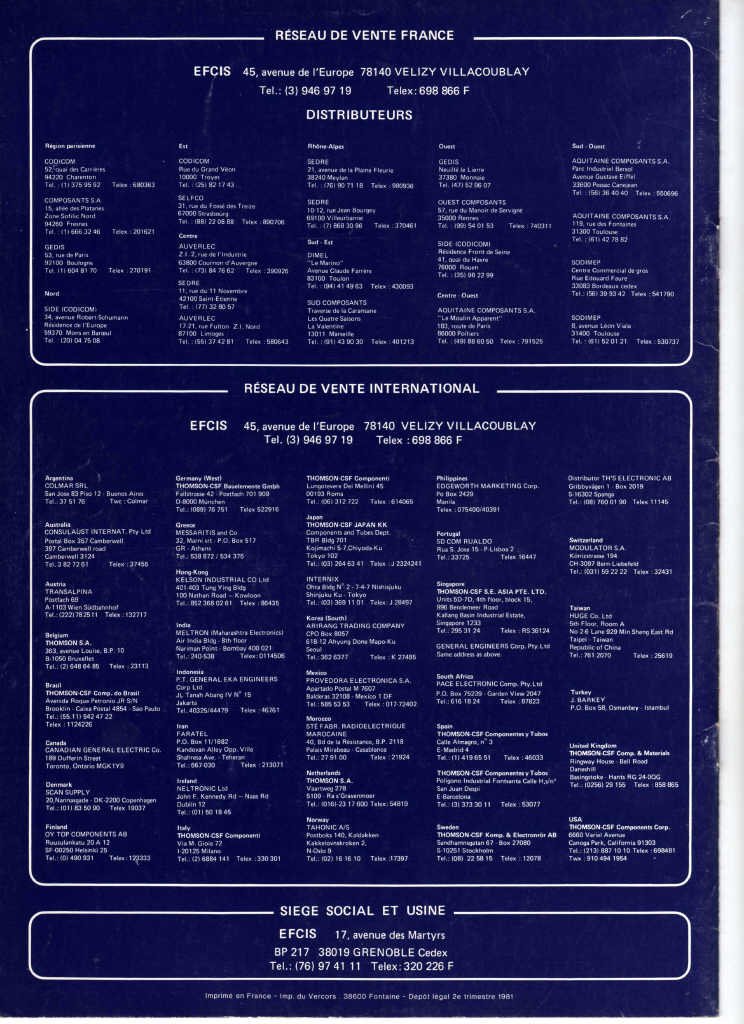 RÉSEAU DE VENTE FRANCE
EFCIS 45, avenue de l'Europe 78140 VELIZY VILLACOUBLAY
Tel.: (3) 946 97 19 Telex: 698 866 F
DISTRIBUTEURS
Région parisienne
CODICOM
52, quai des Carrières
94220 Charenton
Tel. : (1) 375 95 92 Telex : 680363
COMPOSANTS S.A.
15, allée des Platanes
Zone Sofilic Nord
94260 Fresnes
Tel. : (1) 666 32 46 Telex : 201621
GEDIS
53, rue de Paris
92100 Boulogne
Tel. (1) 604 81 70 Telex : 270191
Nord
SIDE (CODICOM)
34, avenue Robert-Schumann
Résidence de l'Europe
59370 Mons en Barœul
Tel. : (20) 04 75 08
Est
CODICOM
Rue du Grand Véon
10000 Troyes
Tel. : (25) 82 17 43
SELFCO
31, rue du Fossé des Treize
67000 Strasbourg
Tel. : (88) 22 08 88 Telex : 890706
Centre
AUVERLEC
Z.I. 2, rue de l'Industrie
63800 Cournon d'Auvergne
Tel. : (73) 84 76 62 Telex : 390926
SEDRE
11, rue du 11 Novembre
42100 Saint-Etienne
Tel. : (77) 32 80 57
AUVERLEC
17-21, rue Fulton Z.I. Nord
87100 Limoges
Tel. : (55) 37 42 81 Telex : 580643
Rhône-Alpes
SEDRE
21, avenue de la Plaine Fleurie
38240 Meylan
Tel. : (76) 90 71 18 Telex : 980936
SEDRE
10-12, rue Jean Bourgey
69100 Villeurbanne
Tel. : (7) 868 30 96 Telex : 370461
Sud - Est
DIMEL
"Le Marino"
Avenue Claude Farrère
83100 Toulon
Tel. : (94) 41 49 63 Telex : 430093
SUD COMPOSANTS
Traverse de la Caramane
Les Quatre Saisons
La Valentine
13011 Marseille
Tel. : (91) 43 90 30 Telex : 401213
Ouest
GEDIS
Neuillé le Lierre
37380 Monnaie
Tel. (47) 52 96 07
OUEST COMPOSANTS
57, rue du Manoir de Servigne
35000 Rennes
Tel. : (99) 54 01 53 Telex : 740311
SIDE (CODICOM)
Résidence Front de Seine
41, quai du Havre
76000 Rouen
Tel. : (35) 98 22 99
Centre - Ouest
AQUITAINE COMPOSANTS S.A.
"Le Moulin Apparent"
183, route de Paris
86000 Poitiers
Tel. : (49) 88 60 50 Telex : 791525
Sud - Ouest
AQUITAINE COMPOSANTS S.A.
Parc Industriel Bersol
Avenue Gustave Eiffel
33600 Pessac Canejean
Tel. : (56) 36 40 40 Telex : 550696
AQUITAINE COMPOSANTS S.A.
119, rue des Fontaines
31300 Toulouse
Tel. : (61) 42 78 82
SODIMEP
Centre Commercial de gros
Rue Edouard Faure
33083 Bordeaux cedex
Tel. : (56) 39 93 42 Telex : 541780
SODIMEP
8, avenue Léon Viala
31400 Toulouse
Tel. : (61) 52 01 21 Telex : 530737
RÉSEAU DE VENTE INTERNATIONAL
EFCIS 45, avenue de l'Europe 78140 VELIZY VILLACOUBLAY
Tel. (3) 946 97 19 Telex : 698 866 F
Argentina
COLMAR SRL
San Jose 83 Piso 12 - Buenos Aires
Tel.: 37 51 76 Twc : Colmar
Australia
CONSULAUST INTERNAT. Pty Ltd
Postal Box 357 Camberwell
397 Camberwell road
Camberwell 3124
Tel. 3 82 72 61 Telex : 37455
Austria
TRANSALPINA
Postfach 69
A-1103 Wien Südbahnhof
Tel. : (222) 78 25 11 Telex : 132717
Belgium
THOMSON S.A.
363, avenue Louise, B.P. 10
B-1050 Bruxelles
Tel. : (2) 648 64 85 Telex : 23113
Brasil
THOMSON-CSF Comp. do Brasil
Avenida Roque Petronio JR S/N
Brooklin - Caixa Postal 4854 - Sao Paulo
Tel.: (55.11) 542 47 22
Telex : 1124226
Canada
CANADIAN GENERAL ELECTRIC Co.
189 Dufferin Street
Toronto, Ontario MGK1Y9
Denmark
SCAN SUPPLY
20, Nannasgade - DK-2200 Copenhagen
Tel.: (01) 83 50 90 Telex 19037
Finland
OY TOP COMPONENTS AB
Ruusulankatu 20 A 12
SF-00250 Helsinki 25
Tel.: (0) 490 931 Telex : 123333
Germany (West)
THOMSON-CSF Bauelemente Gmbh
Fallstrasse 42 - Postfach 701 909
D-8000 München
Tel.: (089) 76 751 Telex 522916
Greece
MESSARITIS and Co
32, Marni str. - P.O. Box 517
GR - Athens
Tel.: 538 872 / 534 376
Hong-Kong
KELSON INDUSTRIAL CO Ltd
401-403 Tung Ying Bldg
100 Nathan Road - Kowloon
Tel.: 852 368 02 61 Telex : 86435
India
MELTRON (Maharashtra Electronics)
Air India Bldg - 8th floor
Nariman Point - Bombay 400 021
Tel.: 240-538 Telex : 0114506
Indonesia
P.T. GENERAL EKA ENGINEERS
Corp Ltd
JL Tanah Abang IV N° 15
Jakarta
Tel. 40325/44479 Telex : 46761
Iran
FARATEL
P.O. Box 11/1682
Kandovan Alley Opp. Ville
Shahresa Ave. - Teheran
Tel.: 667 030 Telex : 213071
Ireland
NELTRONIC Ltd
John F. Kennedy Rd - Naas Rd
Dublin 12
Tel.: (01) 50 18 45
Italy
THOMSON-CSF Componenti
Via M. Gioia 72
I-20125 Milano
Tel.: (2) 6884 141 Telex : 330 301
THOMSON-CSF Componenti
Lungotevere Dei Mellini 45
00193 Roma
Tel.: (06) 312 722 Telex : 614065
Japan
THOMSON-CSF JAPAN KK
Components and Tubes Dept.
TBR Bldg 701
Kojimachi 5-7, Chiyoda-Ku
Tokyo 102
Tel.: (03) 264 63 41 Telex : J 2324241
INTERNIX
Ohta Bldg N° 2 - 7-4-7 Nishisjuku
Shinjuku Ku - Tokyo
Tel.: (03) 369 11 01 Telex: J 28497
Korea (South)
ARIRANG TRADING COMPANY
CPO Box 8057
61B 12 Ahyung Dong Mapo-Ku
Seoul
Tel.: 362 6377 Telex : K 27485
Mexico
PROVEDORA ELECTRONICA S.A.
Apartado Postal M 7607
Balderas 32108 - Mexico 1 DF
Tel.: 585 53 53 Telex : 017-72402
Morocco
STE FABR. RADIOELECTRIQUE
MAROCAINE
40, Bd de la Résistance, B.P. 2118
Palais Mirabeau - Casablanca
Tel.: 27 91 00 Telex : 21824
Netherlands
THOMSON S.A.
Vaartweg 278
5109 - Ra's Gravenmoer
Tel.: (016)-23 17 600 Telex: 54819
Norway
TAHONIC A/S
Postboks 140, Kaldakken
Kakkelovnskroken 2,
N-Oslo 9
Tel.: (02) 16 16 10 Telex :17397
Philippines
EDGEWORTH MARKETING Corp.
Po Box 2429
Manila
Telex : 075400/40391
Portugal
SD COM RUALDO
Rua S. Jose 15 - P-Lisboa 2
Tel.: 33725 Telex 16447
Singapore
THOMSON-CSF S.E. ASIA PTE. LTD.
Units 5D-7D, 4th floor, block 15,
996 Bendemeer Road
Kallang Basin Industrial Estate,
Singapore 1233
Tel.: 295 31 24 Telex : RS 36124
GENERAL ENGINEERS Corp. Pty Ltd
Same address as above
South Africa
PACE ELECTRONIC Comp. Pty Ltd
P.O. Box 75239 - Garden View 2047
Tel.: 616 18 24 Telex : 97823
Spain
THOMSON-CSF Componentes y Tubos
Calle Almagro, n° 3
E-Madrid 4
Tel.: (1) 419 65 51 Telex : 46033
THOMSON-CSF Componentes y Tubos
Poligono Industrial Fontsanta Calle H,s/n°
San Juan Despi
E-Barcelona
Tel.: (3) 373 30 11 Telex : 53077
Sweden
THOMSON-CSF Komp. & Electronrör AB
Sandhamnsgatan 67 - Box 27080
S-10251 Stockholm
Tel.: (08) 22 58 15 Telex : 12078
Distributor TH'S ELECTRONIC AB
Gribbyvägen 1 - Box 2019
S-16302 Spanga
Tel.: (08) 760 01 90 Telex 11145
Switzerland
MODULATOR S.A.
Könizstrasse 194
CH-3097 Bern-Liebefeld
Tel.: (031) 59 22 22 Telex : 32431
Taiwan
HUGE Co. Ltd
5th Floor, Room A
No 2-6 Lane 929 Min Sheng East Rd
Taipei - Taiwan
Republic of China
Tel.: 761 2070 Telex : 25619
Turkey
J. BARKEY
P.O. Box 58, Osmanbey - Istambul
United Kingdom
THOMSON-CSF Comp. & Materials
Ringway House - Bell Road
Daneshill
Basingstoke - Hants RG 24-0QG
Tel.: (0256) 29 155 Telex : 858 865
USA
THOMSON-CSF Components Corp.
6660 Variel Avenue
Canoga Park, California 91303
Tel.: (213) 887 10 10 Telex : 698481
Twx : 910 494 1954
SIEGE SOCIAL ET USINE
EFCIS 17, avenue des Martyrs
BP 217 38019 GRENOBLE Cedex
Tel.: (76) 97 41 11 Telex: 320 226 F
Imprimé en France - Imp. du Vercors . 38600 Fontaine - Dépôt légal 2e trimestre 1981